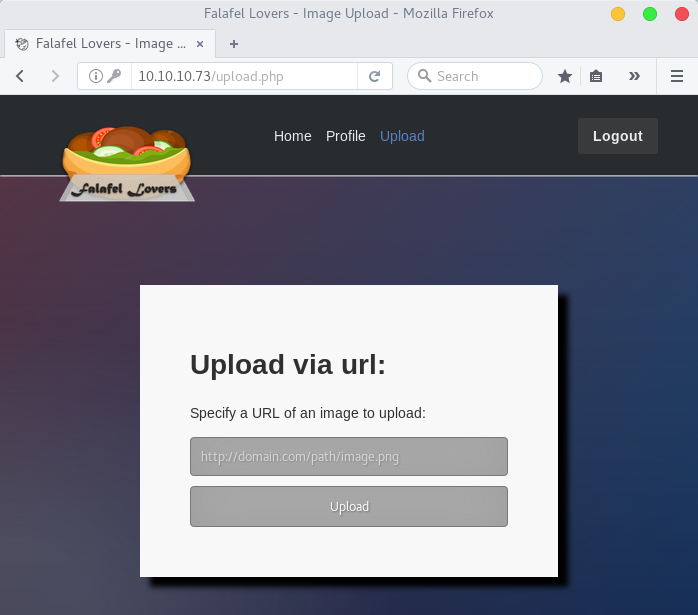 Falafel Lovers - Image Upload - Mozilla Firefox
Falafel Lovers - Image ...
10.10.10.73/upload.php
Search
Home Profile Upload Logout
Falafel Lovers
Upload via url:
Specify a URL of an image to upload:
http://domain.com/path/image.png
Upload